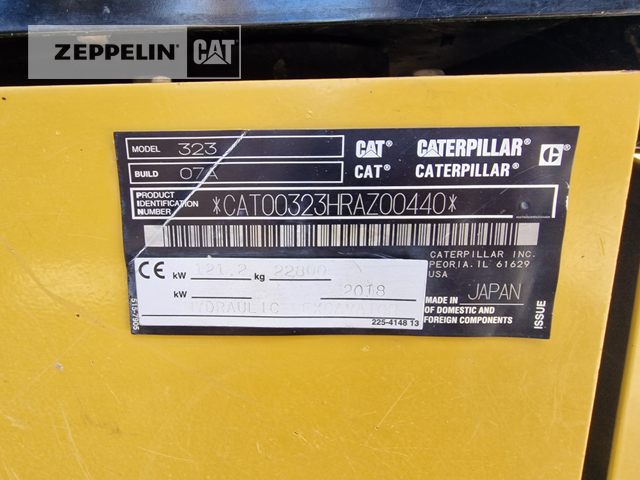 ZEPPELIN CAT
MODEL 323 CAT® CATERPILLAR®
BUILD 07A CAT® CATERPILLAR® C
PRODUCT IDENTIFICATION NUMBER *CAT00323HRAZ00440*
CATERPILLAR INC.
PEORIA, IL 61629
USA
CE kW 121.2 kg
kW 2018
HYDRAULIC
225-4148 13
515-7905
MADE IN JAPAN
OF DOMESTIC AND
FOREIGN COMPONENTS
ISSUE